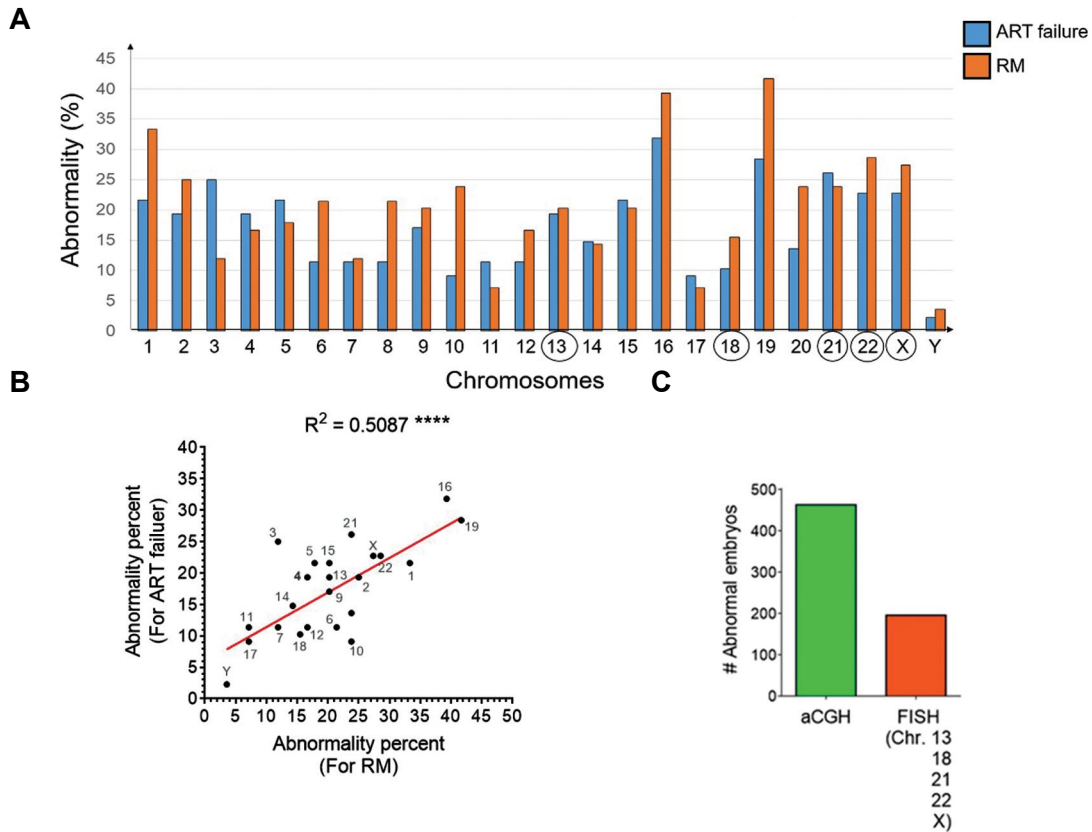 A
ART failure
RM
Abnormality (%)
45
40
35
30
25
20
15
10
5
0
1 2 3 4 5 6 7 8 9 10 11 12 13 14 15 16 17 18 19 20 21 22 X Y
Chromosomes
B
R2 = 0.5087 ****
Abnormality percent
(For ART failuer)
40
35
30
25
20
15
10
5
0
16
19
21
3
X
22
5 15
1
4
13
2
9
14
11
6
7
12
18
17
10
Y
0 5 10 15 20 25 30 35 40 45 50
Abnormality percent
(For RM)
C
# Abnormal embryos
500
400
300
200
100
0
aCGH
FISH
(Chr. 13
18
21
22
X)